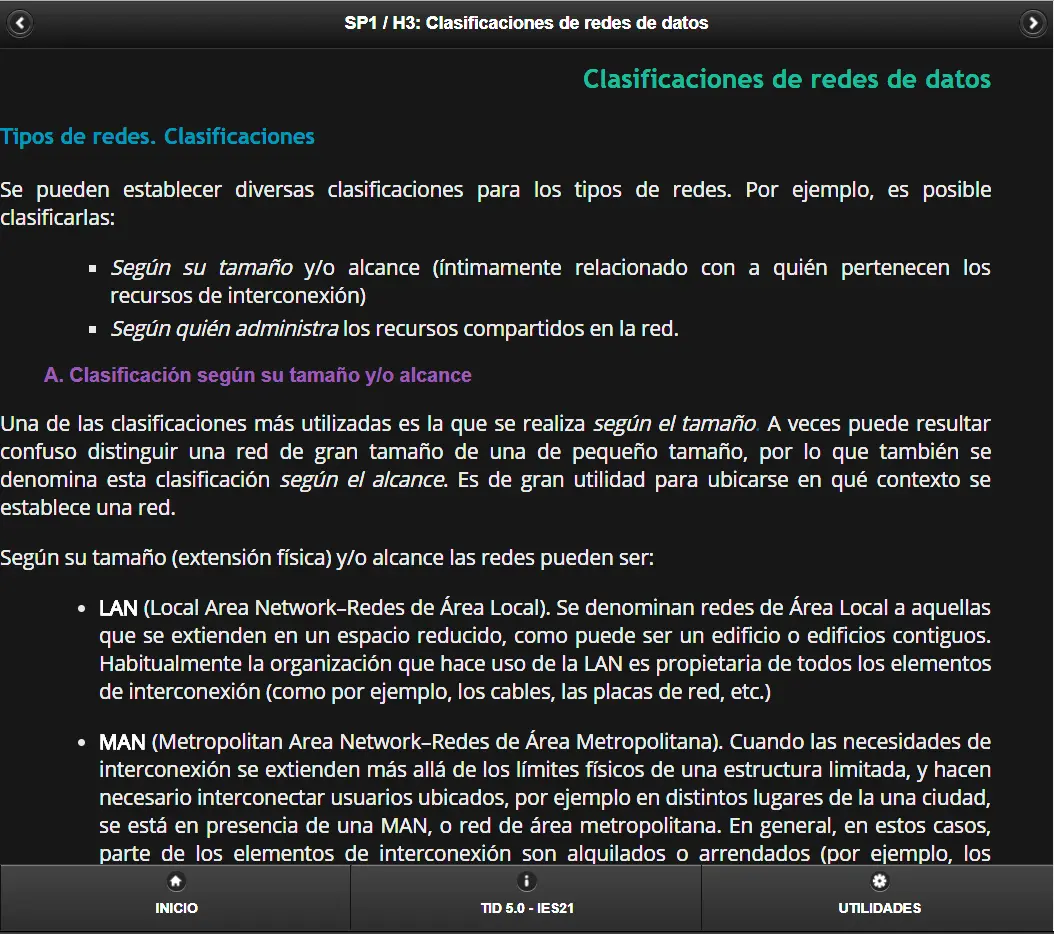 SP1 / H3: Clasificaciones de redes de datos
Clasificaciones de redes de datos
Tipos de redes. Clasificaciones
Se pueden establecer diversas clasificaciones para los tipos de redes. Por ejemplo, es posible
clasificarlas:
Según su tamaño y/o alcance (íntimamente relacionado con a quién pertenecen los
recursos de interconexión)
Según quién administra los recursos compartidos en la red.
A. Clasificación según su tamaño y/o alcance
Una de las clasificaciones más utilizadas es la que se realiza según el tamaño. A veces puede resultar
confuso distinguir una red de gran tamaño de una de pequeño tamaño, por lo que también se
denomina esta clasificación según el alcance. Es de gran utilidad para ubicarse en qué contexto se
establece una red.
Según su tamaño (extensión física) y/o alcance las redes pueden ser:
• LAN (Local Area Network–Redes de Área Local). Se denominan redes de Área Local a aquellas
que se extienden en un espacio reducido, como puede ser un edificio o edificios contiguos.
Habitualmente la organización que hace uso de la LAN es propietaria de todos los elementos
de interconexión (como por ejemplo, los cables, las placas de red, etc.)
• MAN (Metropolitan Area Network–Redes de Área Metropolitana). Cuando las necesidades de
interconexión se extienden más allá de los límites físicos de una estructura limitada, y hacen
necesario interconectar usuarios ubicados, por ejemplo en distintos lugares de la una ciudad,
se está en presencia de una MAN, o red de área metropolitana. En general, en estos casos,
parte de los elementos de interconexión son alquilados o arrendados (por ejemplo, los
INICIO
TID 5.0 - IES21
UTILIDADES